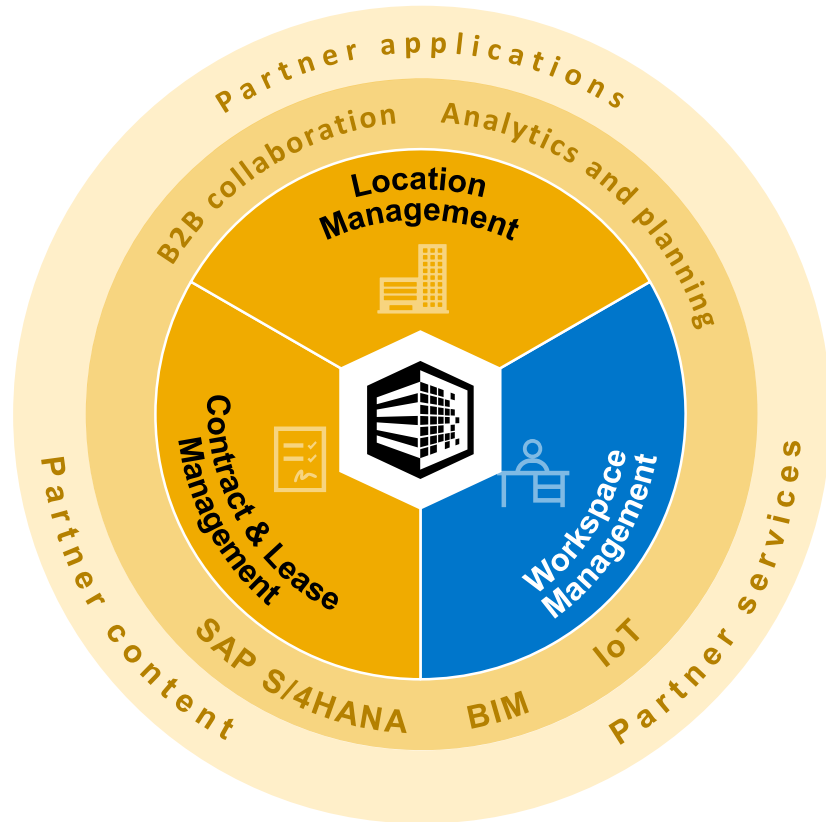 Partner applications
B2B collaboration
Analytics and planning
Location
Management
Contract & Lease
Management
Workspace
Management
SAP S/4HANA
BIM
IoT
Partner content
Partner services